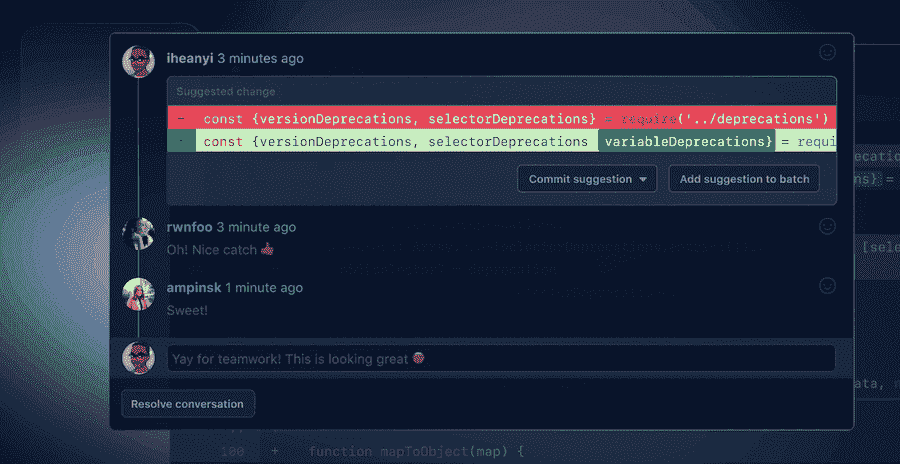 iheanyi 3 minutes ago
Suggested change
- const {versionDeprecations, selectorDeprecations} = require('../deprecations')
const {versionDeprecations, selectorDeprecations variableDeprecations} = requi
Commit suggestion
Add suggestion to batch
rwnfoo 3 minute ago
Oh! Nice catch
ampinsk 1 minute ago
Sweet!
Yay for teamwork! This is looking great
Resolve conversation
100 + function mapToObject(map) {